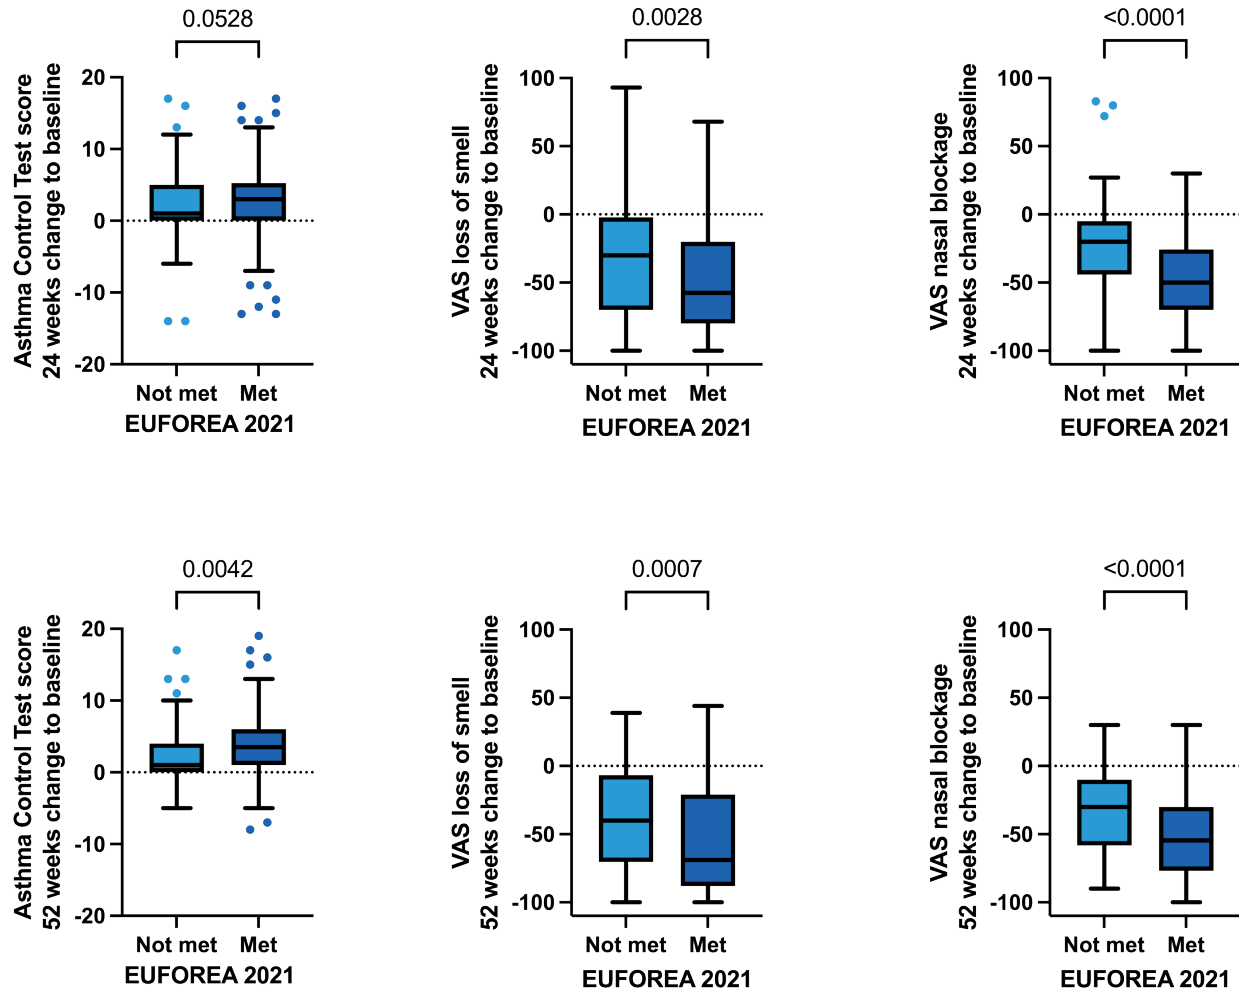 0.0528
Asthma Control Test score
24 weeks change to baseline
20
10
0
-10
-20
Not met Met
EUFOREA 2021
0.0028
VAS loss of smell
24 weeks change to baseline
100
50
0
-50
-100
Not met Met
EUFOREA 2021
<0.0001
VAS nasal blockage
24 weeks change to baseline
100
50
0
-50
-100
Not met Met
EUFOREA 2021
0.0042
Asthma Control Test score
52 weeks change to baseline
20
10
0
-10
-20
Not met Met
EUFOREA 2021
0.0007
VAS loss of smell
52 weeks change to baseline
100
50
0
-50
-100
Not met Met
EUFOREA 2021
<0.0001
VAS nasal blockage
52 weeks change to baseline
100
50
0
-50
-100
Not met Met
EUFOREA 2021